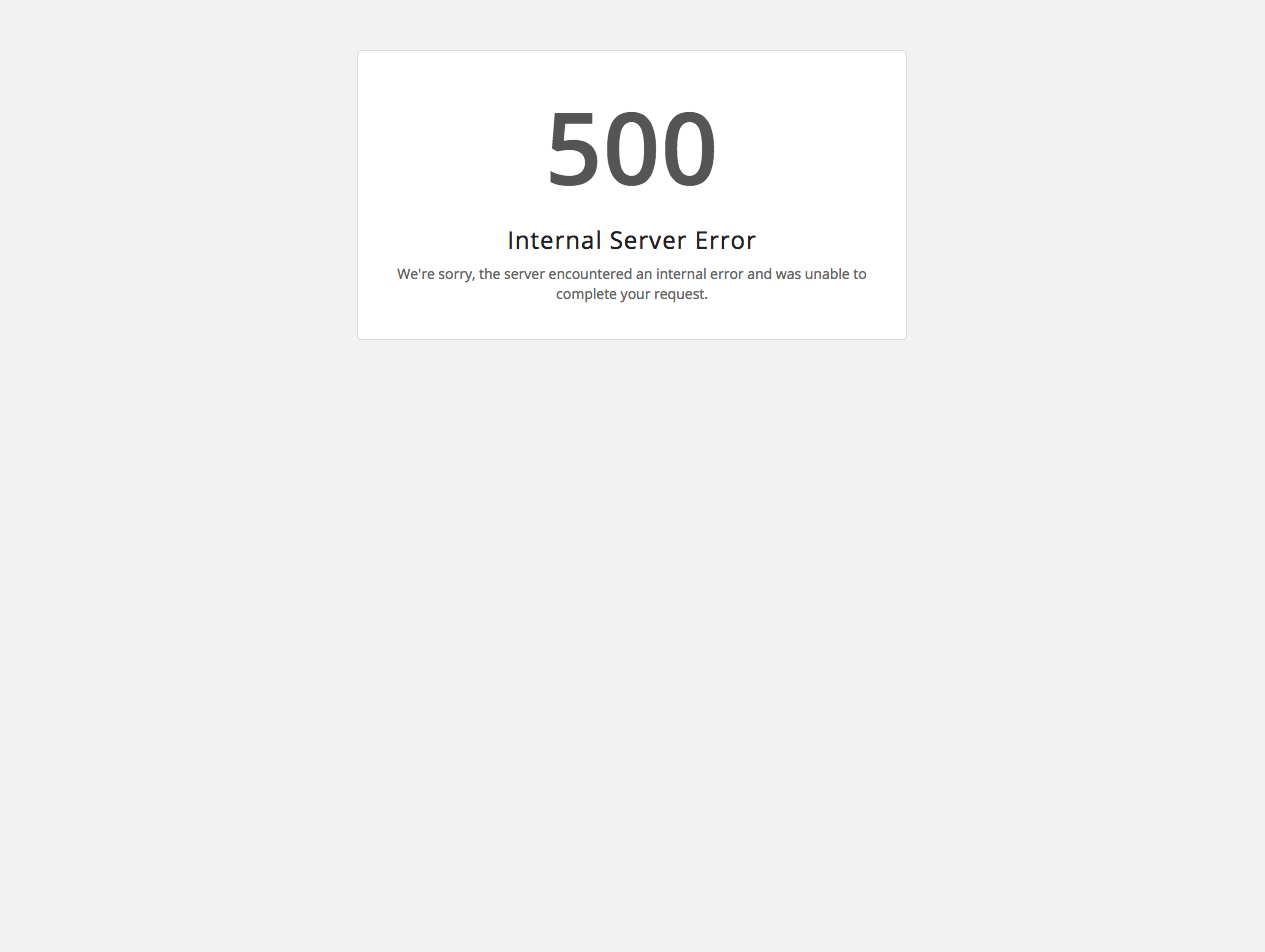 500
Internal Server Error
We're sorry, the server encountered an internal error and was unable to
complete your request.